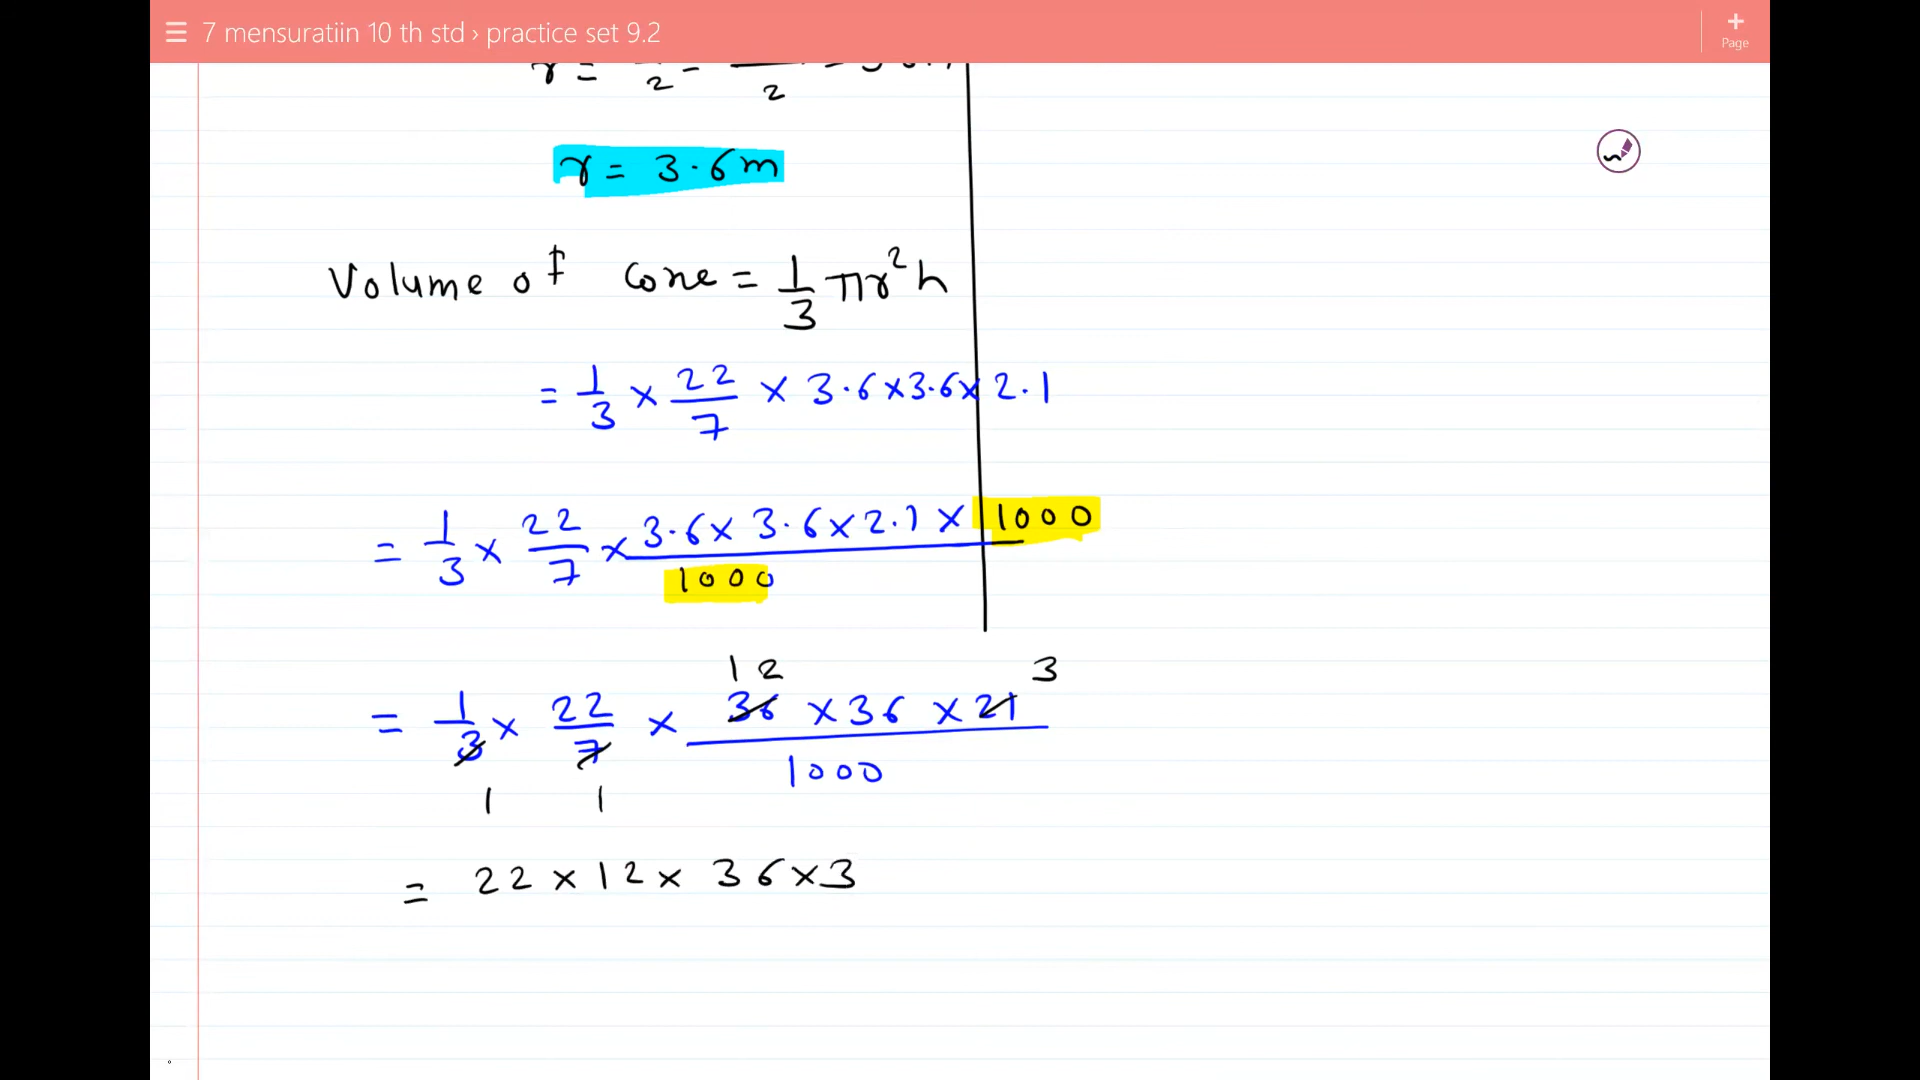 7 mensuratiin 10 th std › practice set 9.2
+
Page
r =
2
2
r = 3.6 m
Volume of Cone = 1/3 πr²h
= 1/3 × 22/7 × 3.6×3.6×2.1
= 1/3 × 22/7 × 3.6× 3.6×2.1 × 1000
1000
12 3
= 1/3 × 22/7 × 36 ×36 ×21
1000
1 1
= 22 × 12× 36×3